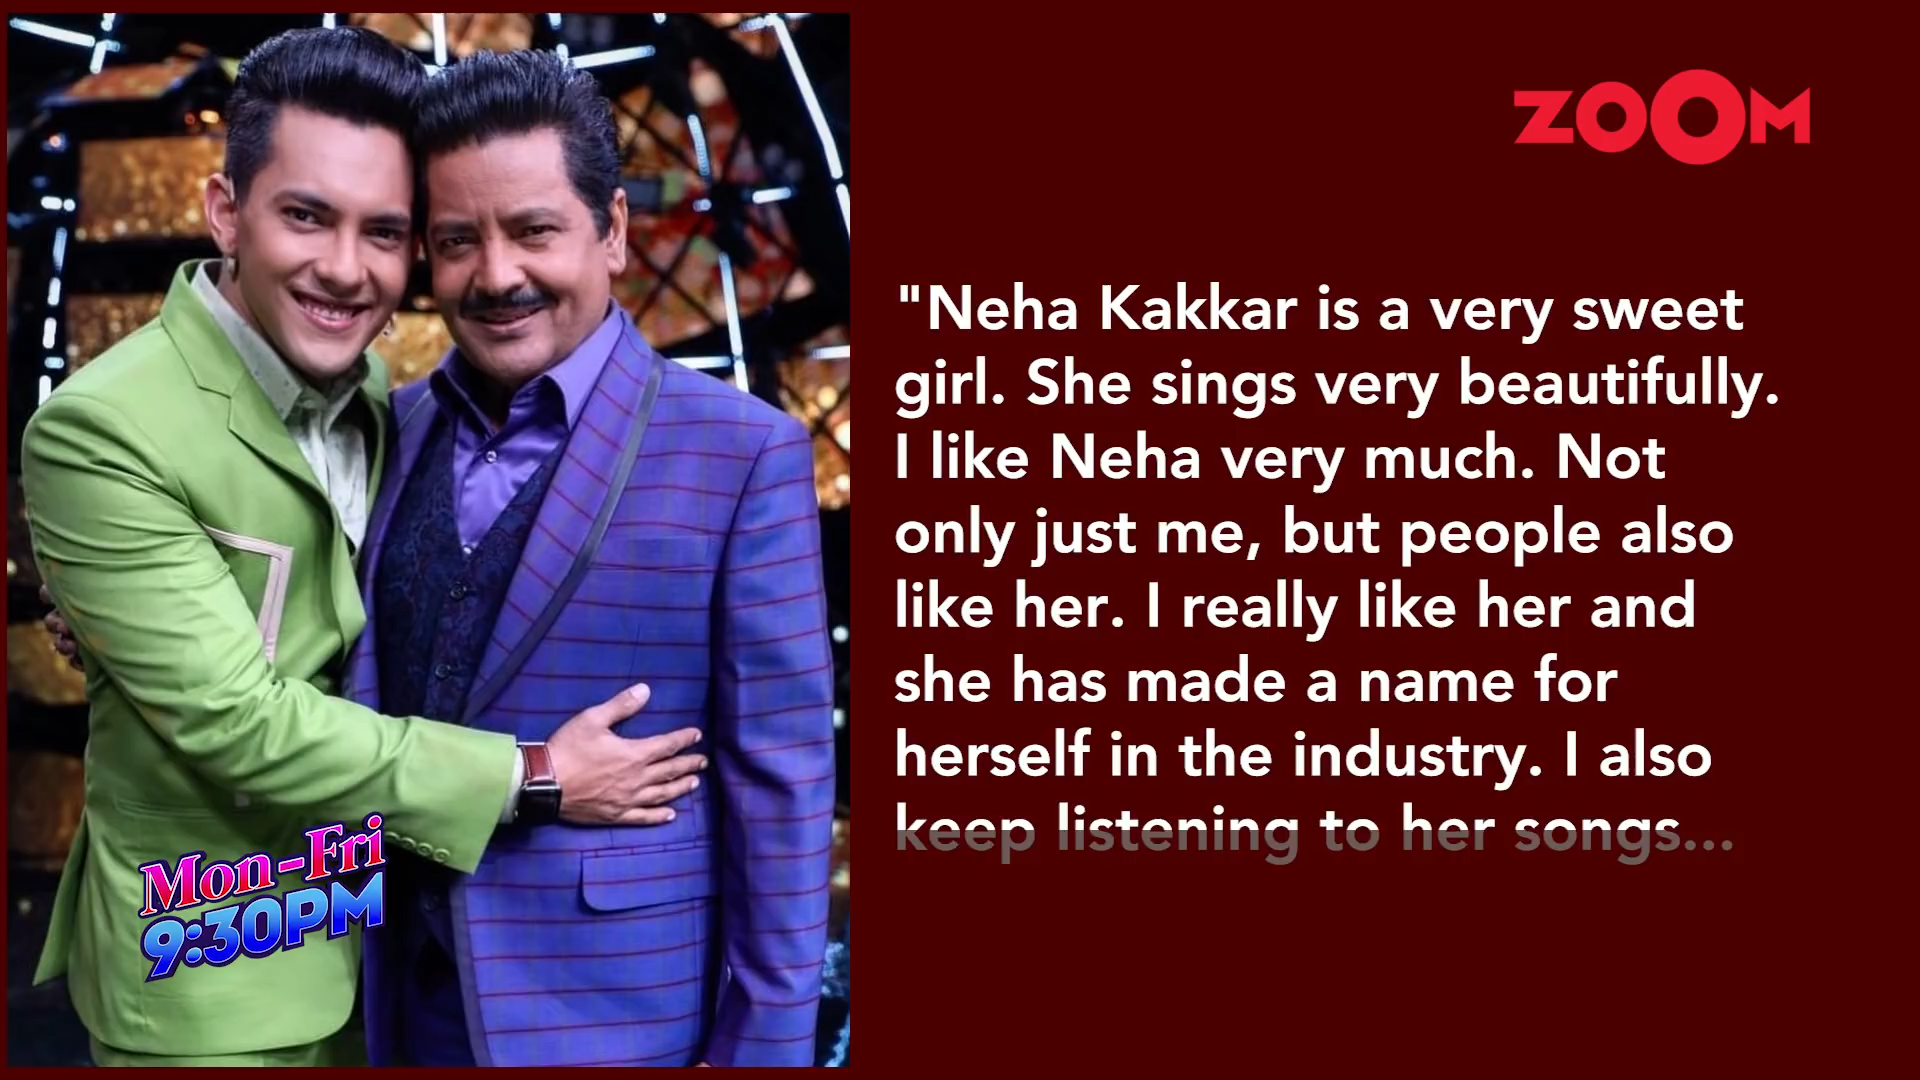 ZOOM
"Neha Kakkar is a very sweet
girl. She sings very beautifully.
I like Neha very much. Not
only just me, but people also
like her. I really like her and
she has made a name for
herself in the industry. I also
keep listening to her songs...
Mon-Fri
9:30PM